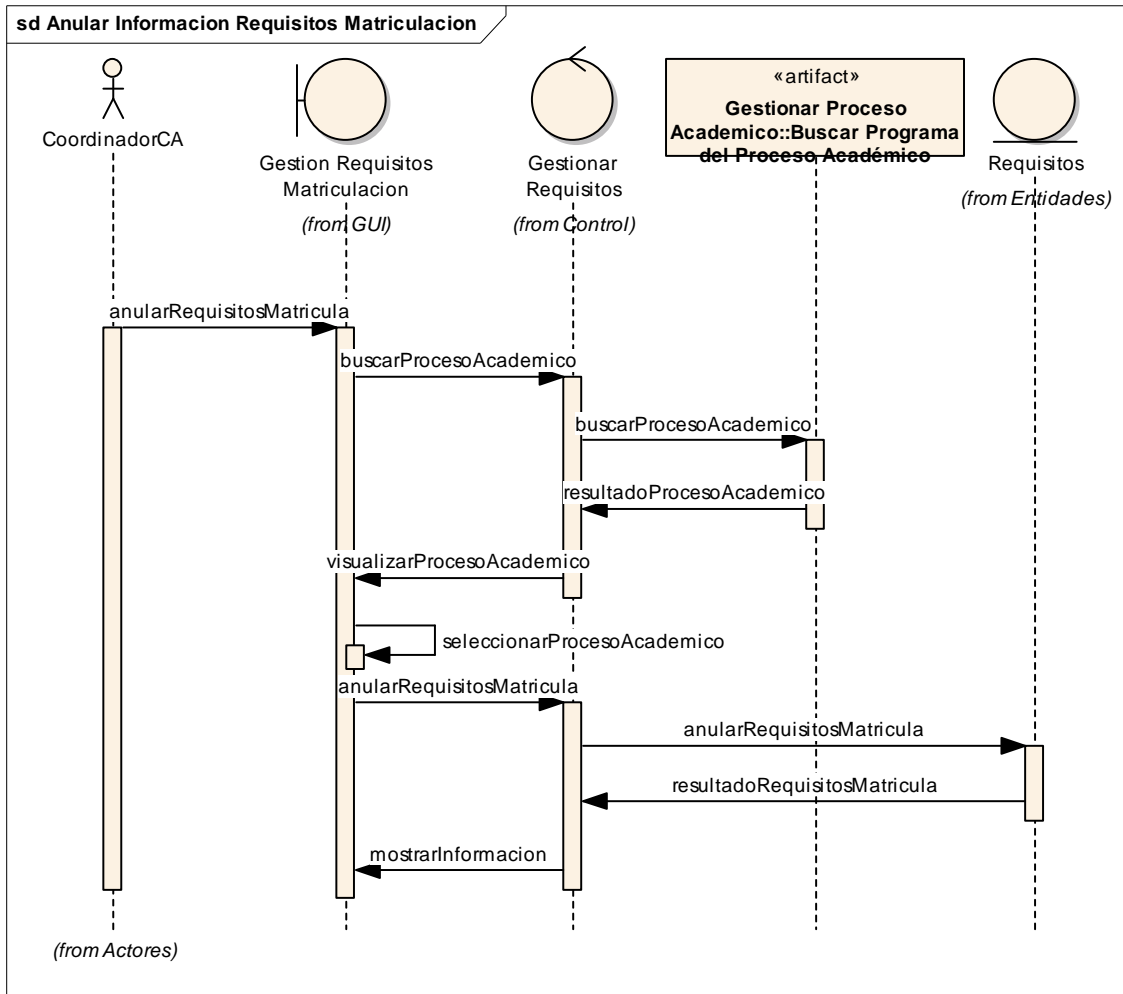 sd Anular Informacion Requisitos Matriculacion
CoordinadorCA
Gestion Requisitos
Matriculacion
(from GUI)
Gestionar
Requisitos
(from Control)
«artifact»
Gestionar Proceso
Academico::Buscar Programa
del Proceso Académico
Requisitos
(from Entidades)
anularRequisitosMatricula
buscarProcesoAcademico
buscarProcesoAcademico
resultadoProcesoAcademico
visualizarProcesoAcademico
seleccionarProcesoAcademico
anularRequisitosMatricula
anularRequisitosMatricula
resultadoRequisitosMatricula
mostrarInformacion
(from Actores)